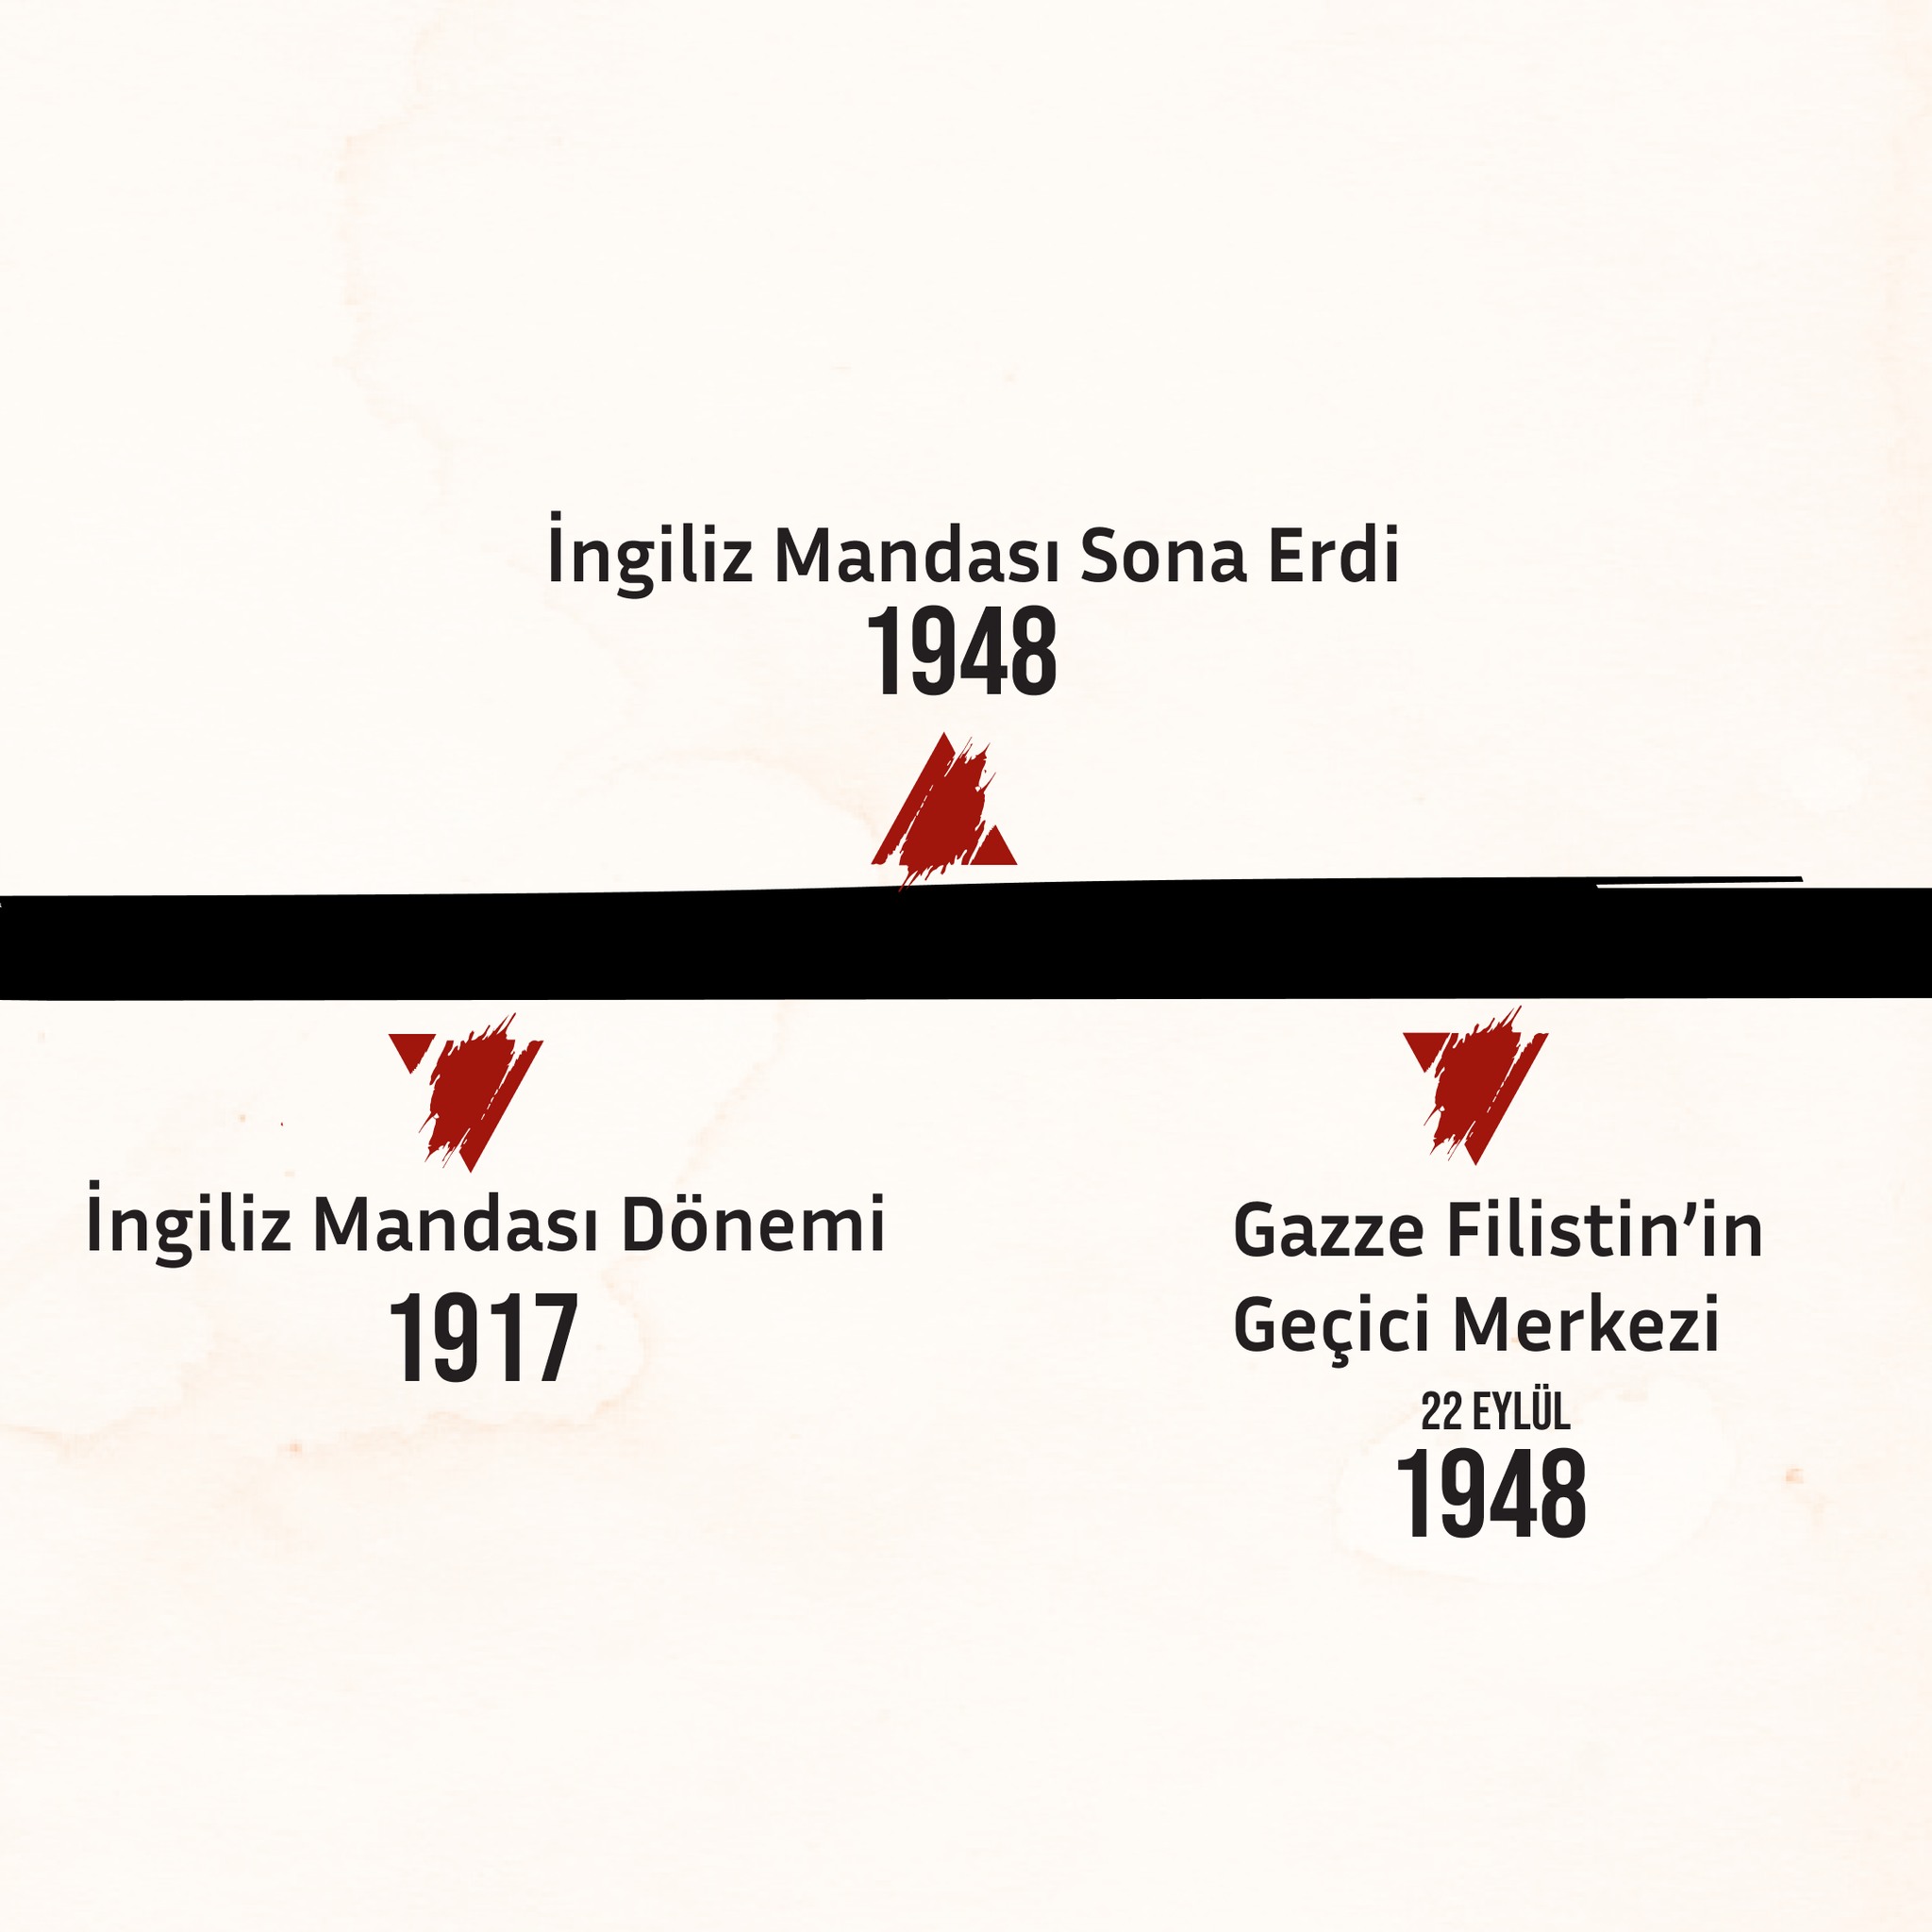 İngiliz Mandası Sona Erdi
1948
İngiliz Mandası Dönemi
1917
Gazze Filistin’in
Geçici Merkezi
22 EYLÜL
1948